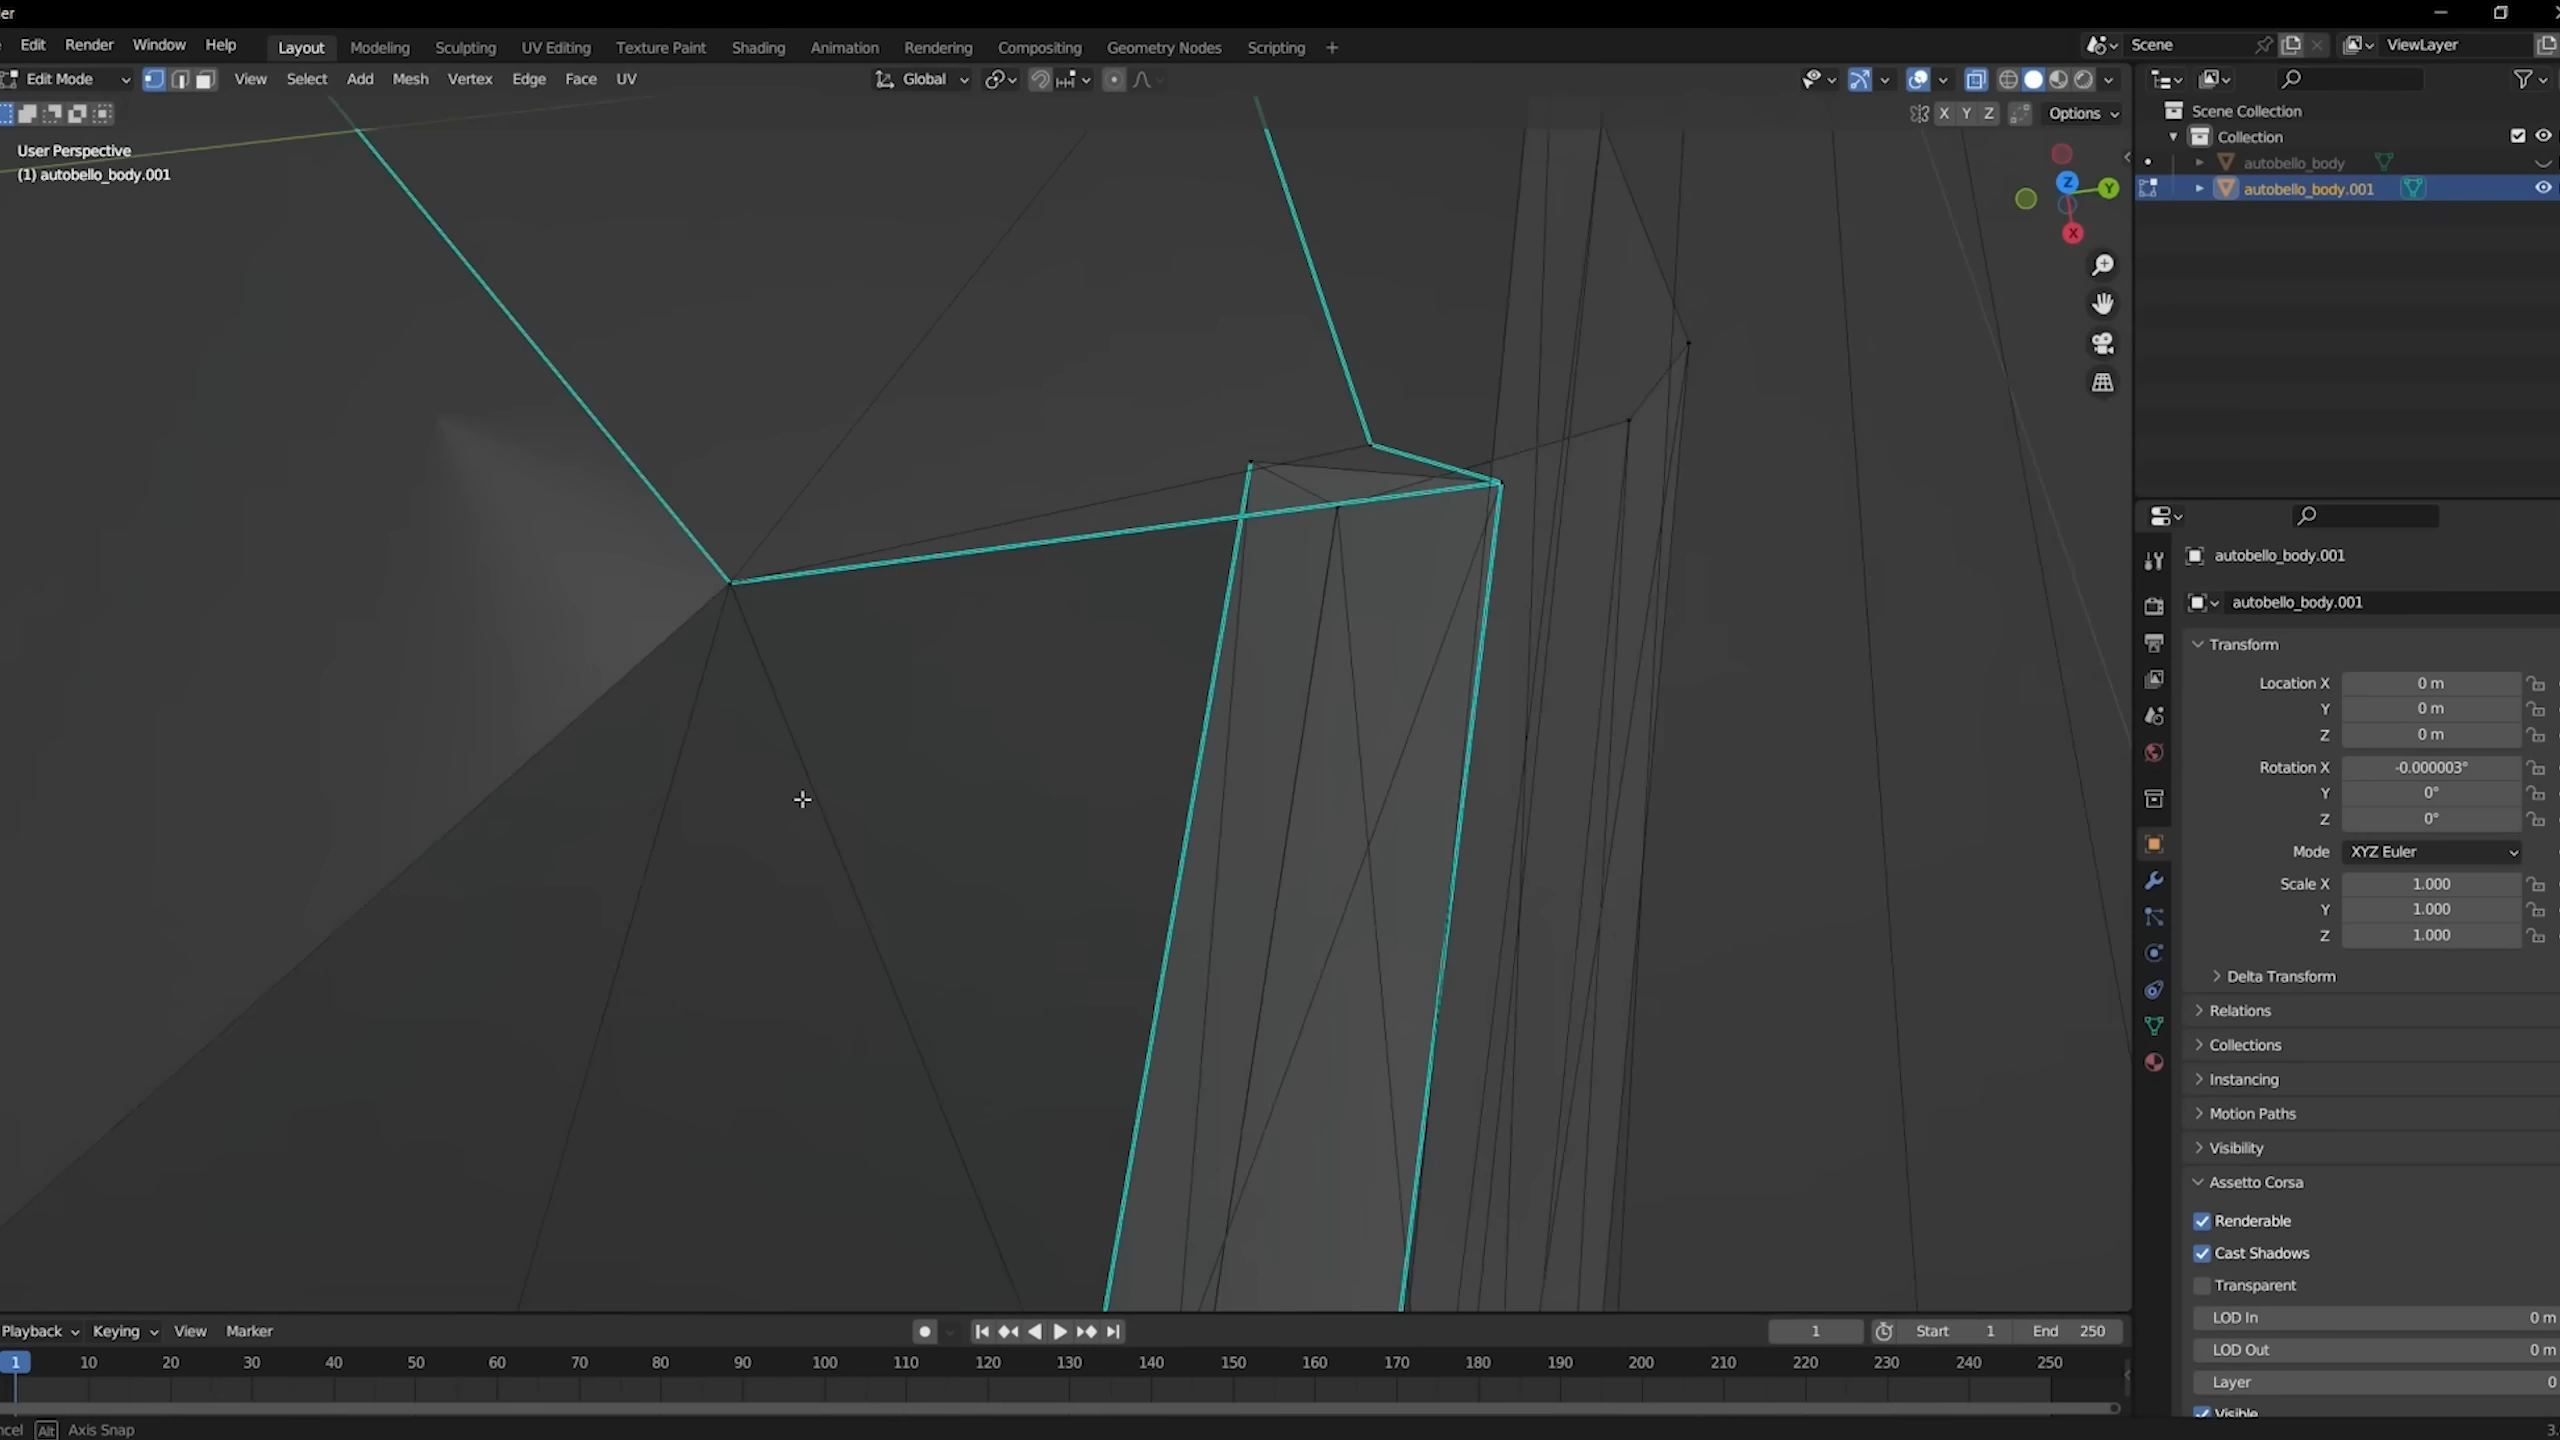 er
Edit Render Window Help Layout Modeling Sculpting UV Editing Texture Paint Shading Animation Rendering Compositing Geometry Nodes Scripting + Scene ViewLayer
Edit Mode View Select Add Mesh Vertex Edge Face UV Global
X Y Z Options
User Perspective
(1) autobello_body.001
Z
Y
X
Scene Collection
Collection
autobello_body
autobello_body.001
autobello_body.001
autobello_body.001
Transform
Location X 0 m
Y 0 m
Z 0 m
Rotation X -0.000003°
Y 0°
Z 0°
Mode XYZ Euler
Scale X 1.000
Y 1.000
Z 1.000
Delta Transform
Relations
Collections
Instancing
Motion Paths
Visibility
Assetto Corsa
Renderable
Cast Shadows
Transparent
LOD In 0 m
LOD Out 0 m
Layer 0
Visible
Playback Keying View Marker 1 Start 1 End 250
1 10 20 30 40 50 60 70 80 90 100 110 120 130 140 150 160 170 180 190 200 210 220 230 240 250
ncel Alt Axis Snap 3.